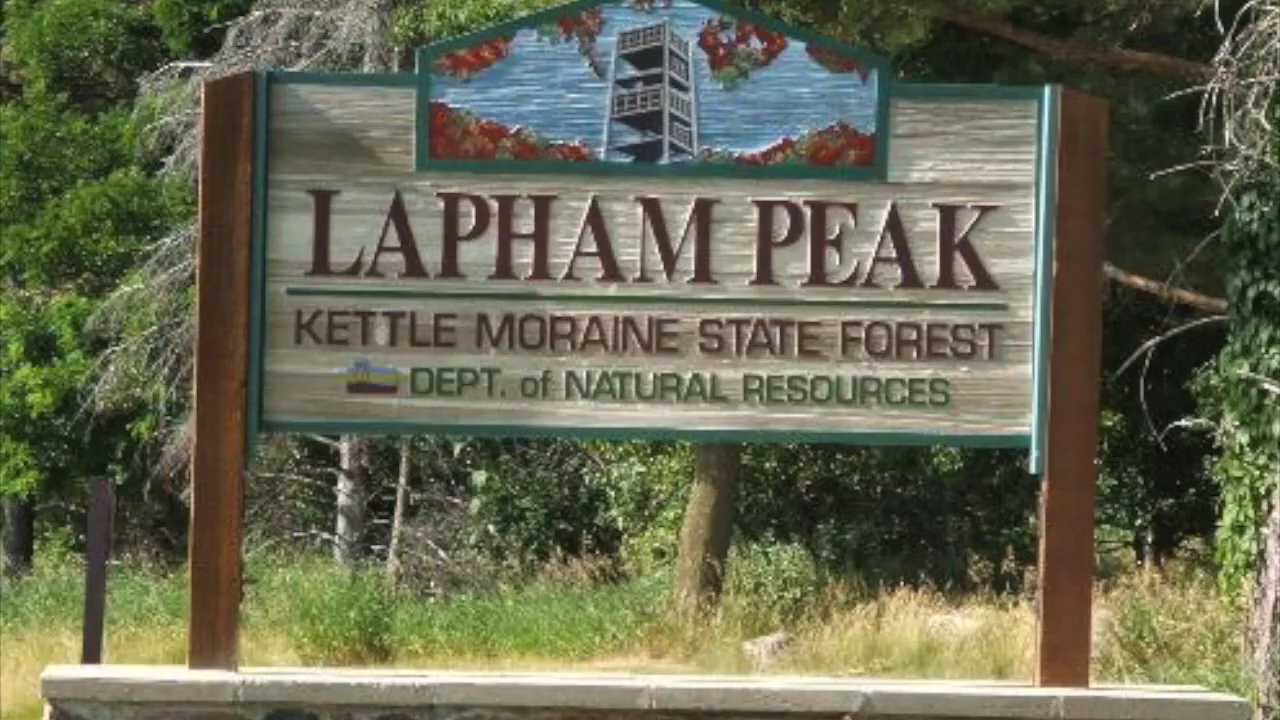 LAPHAM PEAK
KETTLE MORAINE STATE FOREST
DEPT. of NATURAL RESOURCES